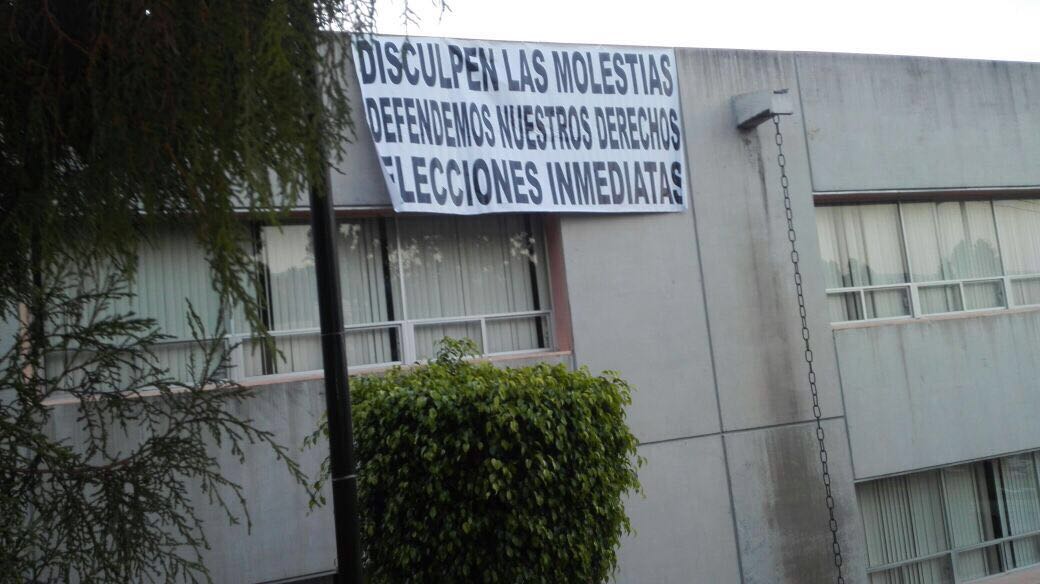 DISCULPEN LAS MOLESTIAS
DEFENDEMOS NUESTROS DERECHOS
ELECCIONES INMEDIATAS